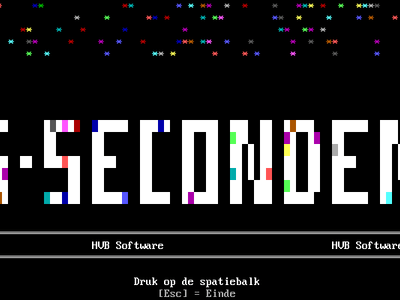 S-SECONDEN
HVB Software HVB Software
Druk op de spatiebalk
[Esc] = Einde